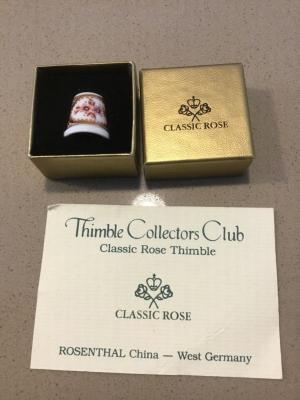 CLASSIC ROSE
Thimble Collectors Club
Classic Rose Thimble
CLASSIC ROSE
ROSENTHAL China — West Germany